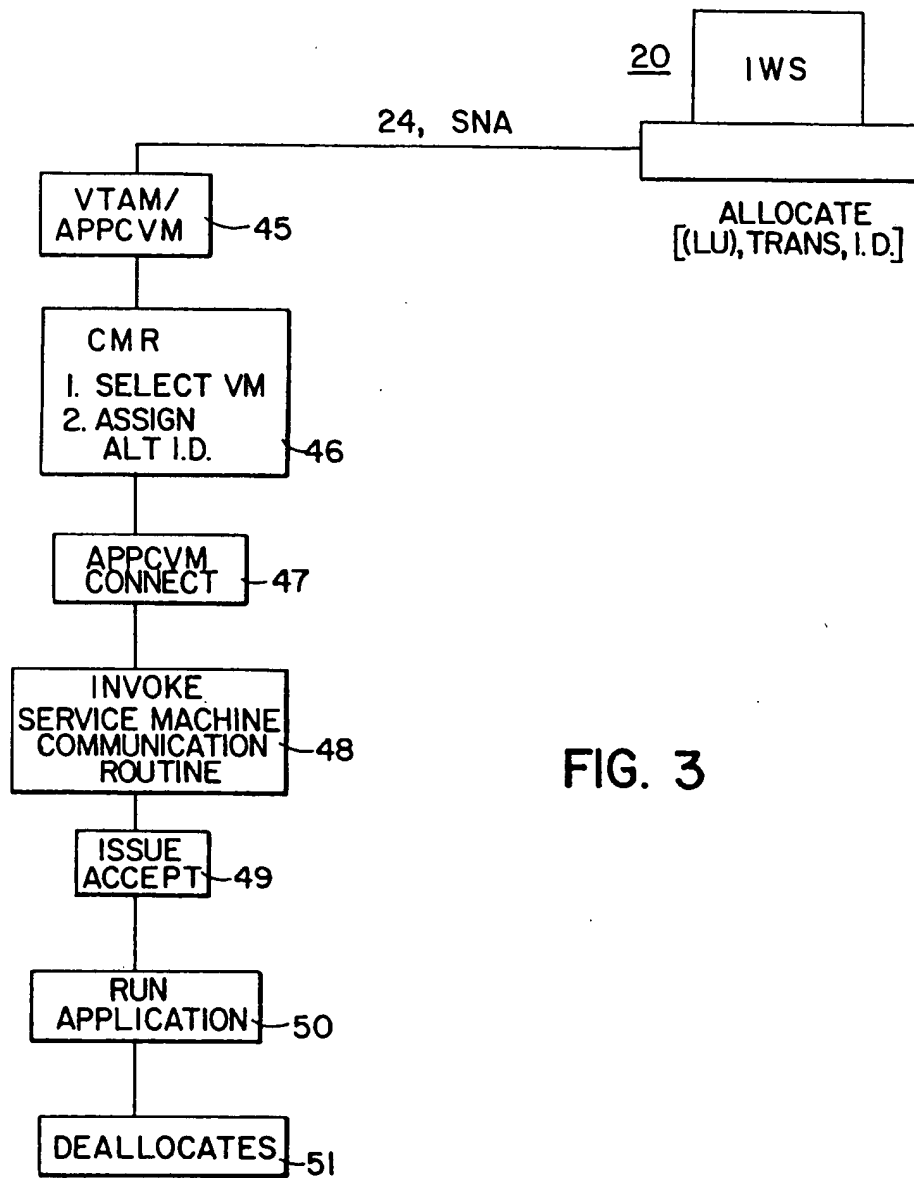 20
IWS
24, SNA
ALLOCATE
[(LU), TRANS, I.D.]
VTAM/
APPCVM
45
CMR
1. SELECT VM
2. ASSIGN
ALT I.D.
46
APPCVM
CONNECT
47
INVOKE
SERVICE MACHINE
COMMUNICATION
ROUTINE
48
FIG. 3
ISSUE
ACCEPT
49
RUN
APPLICATION
50
DEALLOCATES
51